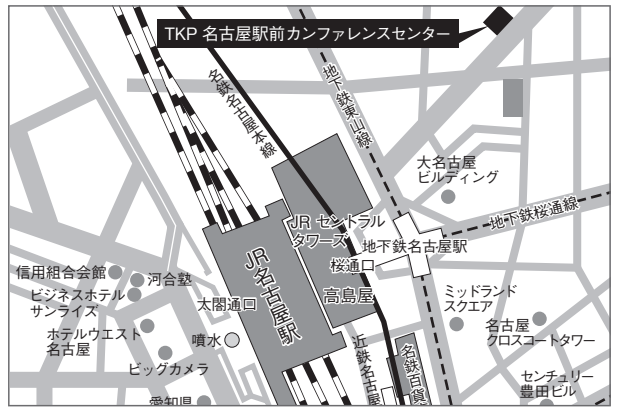 TKP 名古屋駅前カンファレンスセンター
名鉄名古屋本線
地下鉄東山線
大名古屋
ビルディング
JR セントラル
タワーズ
地下鉄桜通線
地下鉄名古屋駅
桜通口
JR名古屋駅
高島屋
信用組合会館
河合塾
ビジネスホテル
サンライズ
太閤通口
ミッドランド
スクエア
ホテルウエスト
名古屋
噴水
名古屋
クロスコートタワー
ビッグカメラ
近鉄名古屋
名鉄百貨
センチュリー
豊田ビル
愛知県